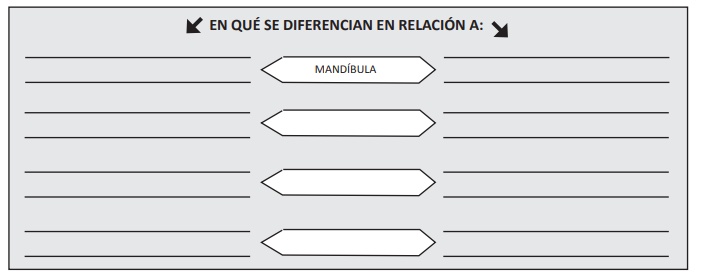 EN QUÉ SE DIFERENCIAN EN RELACIÓN A:
MANDÍBULA